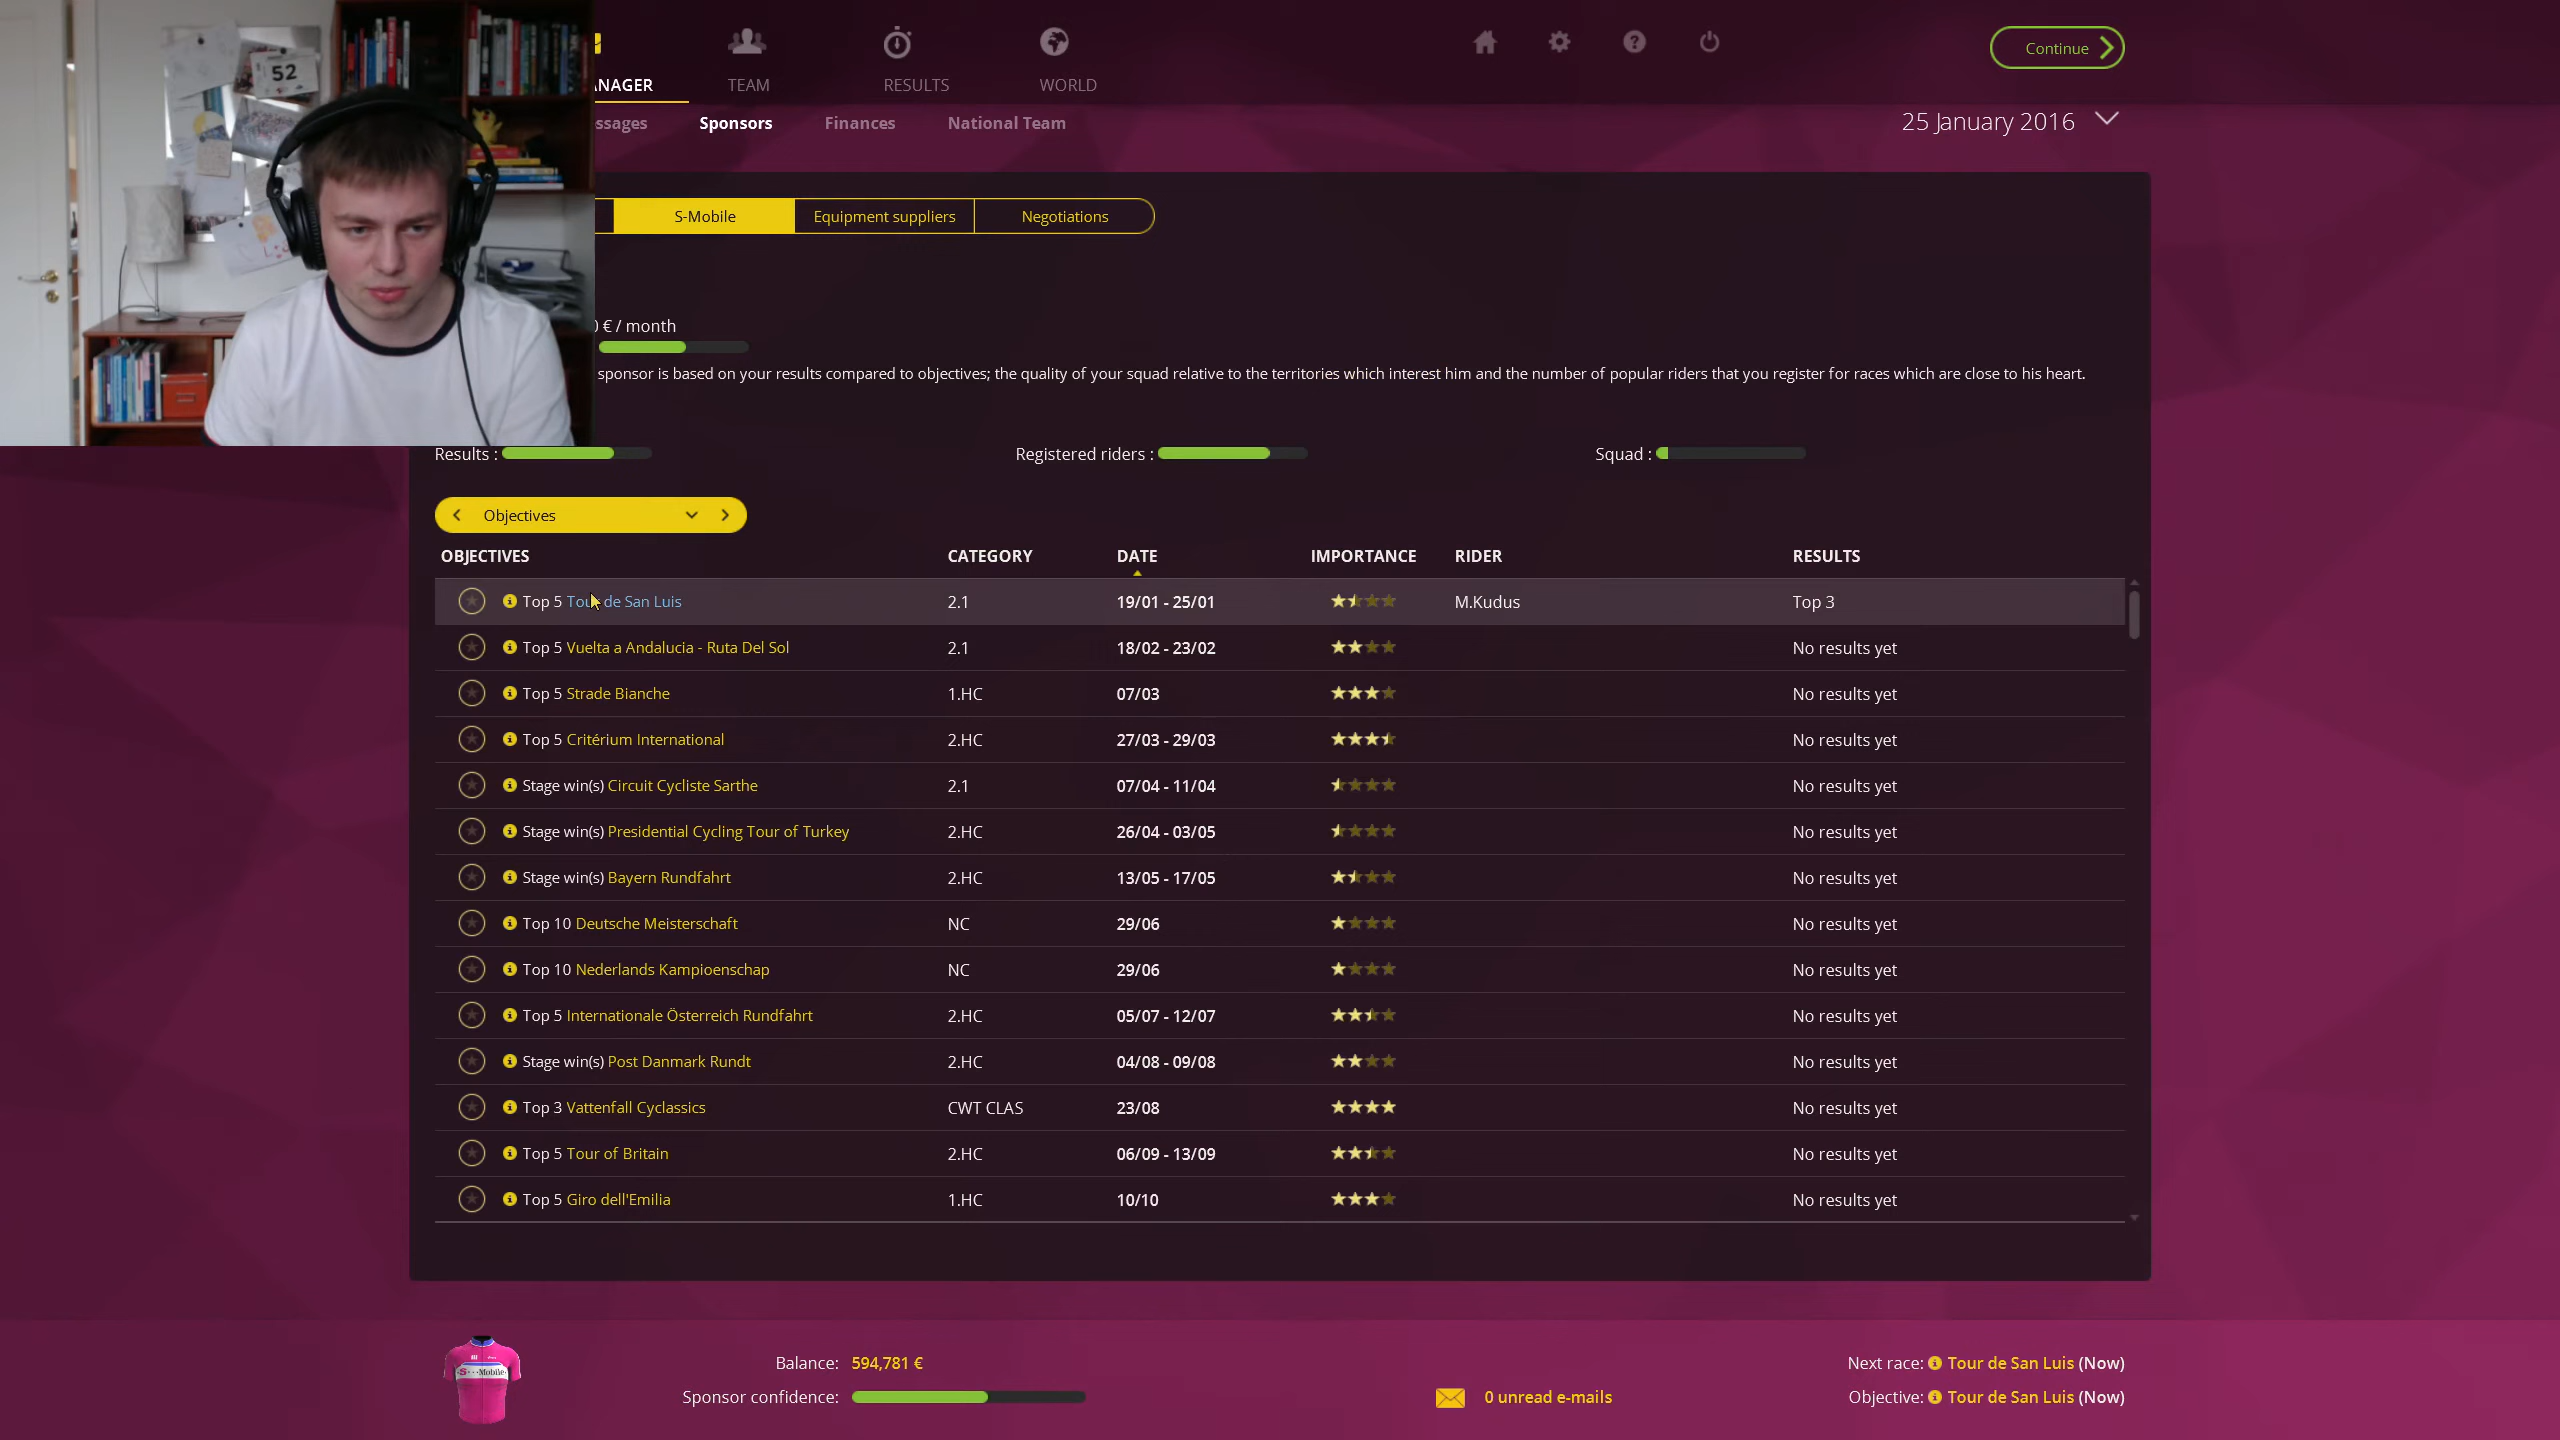 52
ANAGER
TEAM
RESULTS
WORLD
Continue
ssages
Sponsors
Finances
National Team
25 January 2016
S-Mobile
Equipment suppliers
Negotiations
0 € / month
sponsor is based on your results compared to objectives; the quality of your squad relative to the territories which interest him and the number of popular riders that you register for races which are close to his heart.
Results :
Registered riders :
Squad :
Objectives
OBJECTIVES CATEGORY DATE IMPORTANCE RIDER RESULTS
Top 5 Tour de San Luis 2.1 19/01 - 25/01 M.Kudus Top 3
Top 5 Vuelta a Andalucia - Ruta Del Sol 2.1 18/02 - 23/02 No results yet
Top 5 Strade Bianche 1.HC 07/03 No results yet
Top 5 Critérium International 2.HC 27/03 - 29/03 No results yet
Stage win(s) Circuit Cycliste Sarthe 2.1 07/04 - 11/04 No results yet
Stage win(s) Presidential Cycling Tour of Turkey 2.HC 26/04 - 03/05 No results yet
Stage win(s) Bayern Rundfahrt 2.HC 13/05 - 17/05 No results yet
Top 10 Deutsche Meisterschaft NC 29/06 No results yet
Top 10 Nederlands Kampioenschap NC 29/06 No results yet
Top 5 Internationale Österreich Rundfahrt 2.HC 05/07 - 12/07 No results yet
Stage win(s) Post Danmark Rundt 2.HC 04/08 - 09/08 No results yet
Top 3 Vattenfall Cyclassics CWT CLAS 23/08 No results yet
Top 5 Tour of Britain 2.HC 06/09 - 13/09 No results yet
Top 5 Giro dell'Emilia 1.HC 10/10 No results yet
S···Mobile
Balance: 594,781 €
Sponsor confidence:
0 unread e-mails
Next race: Tour de San Luis (Now)
Objective: Tour de San Luis (Now)